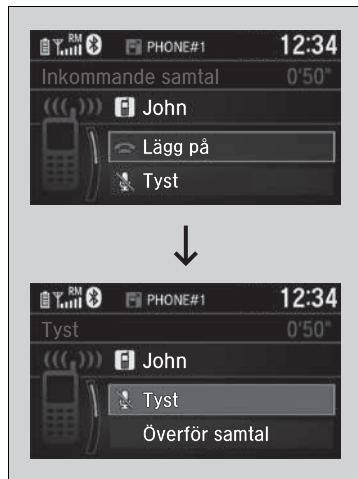 RM
PHONE#1 12:34
Inkommande samtal 0'50"
John
Lägg på
Tyst
RM
PHONE#1 12:34
Tyst 0'50"
John
Tyst
Överför samtal